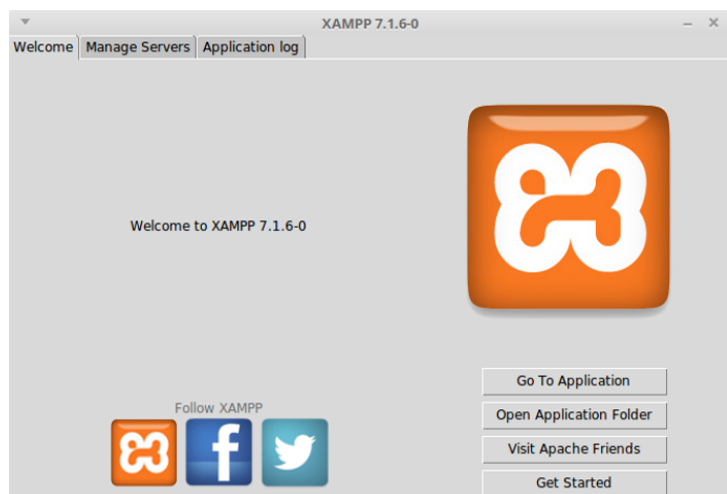 XAMPP 7.1.6-0
Welcome Manage Servers Application log
Welcome to XAMPP 7.1.6-0
Follow XAMPP
Go To Application
Open Application Folder
Visit Apache Friends
Get Started